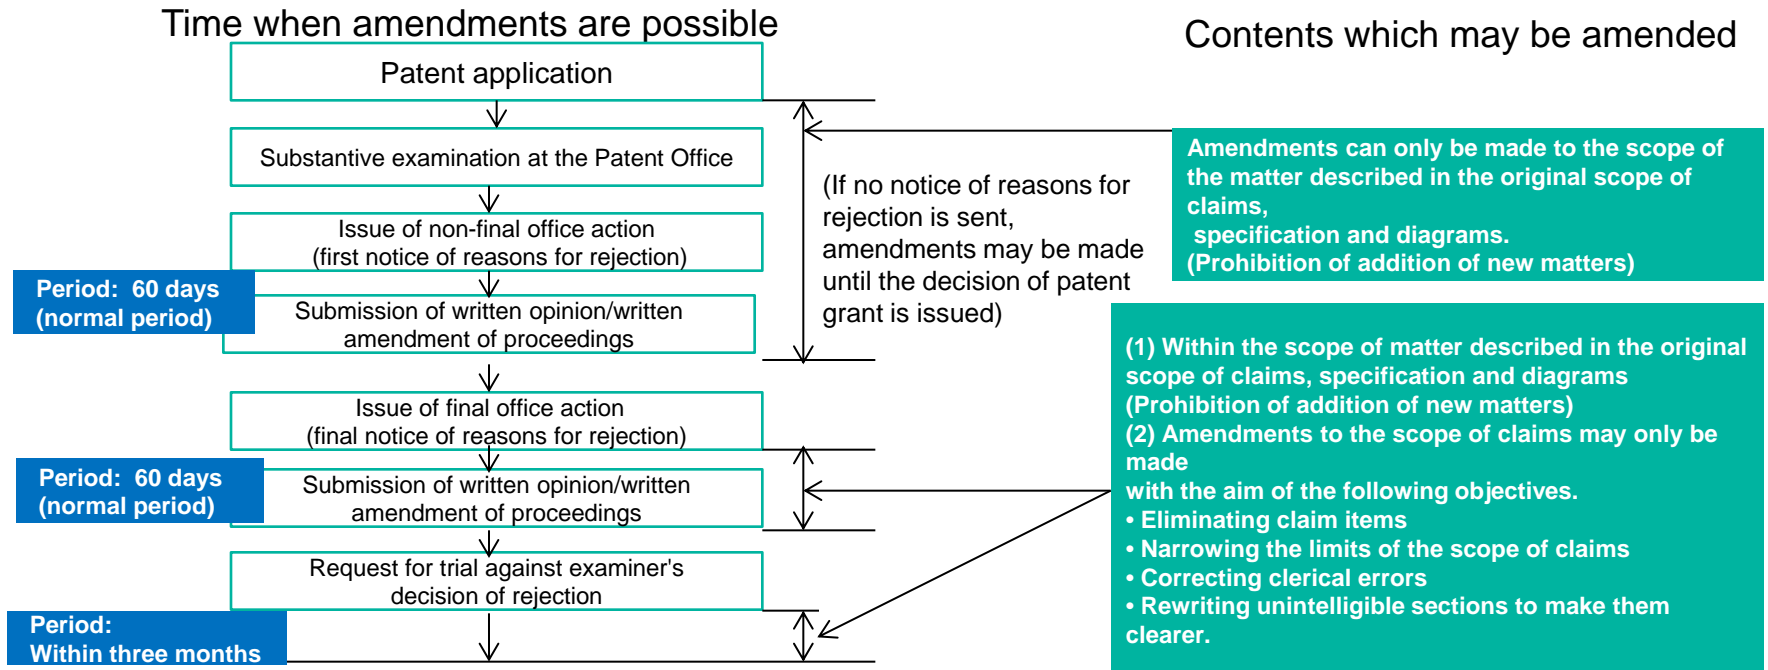 Time when amendments are possible
Contents which may be amended
Patent application
Substantive examination at the Patent Office
Issue of non-final office action
(first notice of reasons for rejection)
Period:  60 days
(normal period)
Submission of written opinion/written
amendment of proceedings
Issue of final office action
(final notice of reasons for rejection)
Period:  60 days
(normal period)
Submission of written opinion/written
amendment of proceedings
Request for trial against examiner's
decision of rejection
Period:
Within three months
(If no notice of reasons for
rejection is sent,
amendments may be made
until the decision of patent
grant is issued)
Amendments can only be made to the scope of
the matter described in the original scope of
claims,
specification and diagrams.
(Prohibition of addition of new matters)
(1) Within the scope of matter described in the original
scope of claims, specification and diagrams
(Prohibition of addition of new matters)
(2) Amendments to the scope of claims may only be
made
with the aim of the following objectives.
• Eliminating claim items
• Narrowing the limits of the scope of claims
• Correcting clerical errors
• Rewriting unintelligible sections to make them
clearer.